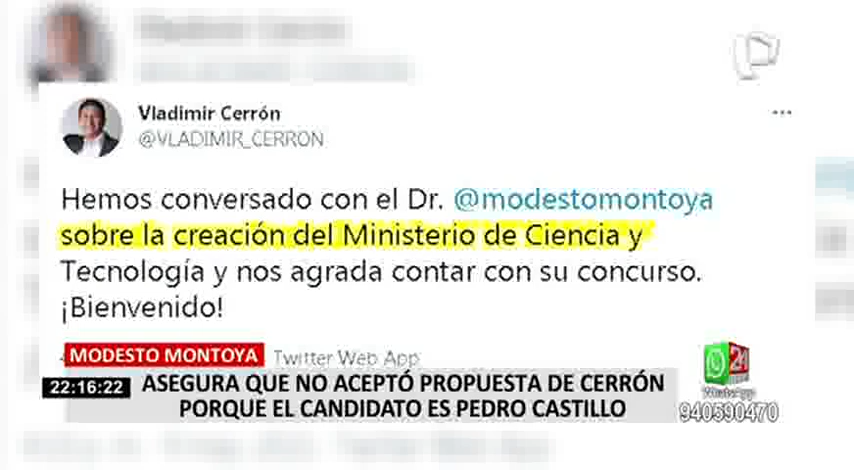 Vladimir Cerrón
@VLADIMIR_CERRON
Hemos conversado con el Dr. @modestomontoya
sobre la creación del Ministerio de Ciencia y
Tecnología y nos agrada contar con su concurso.
¡Bienvenido!
Twitter Web App
MODESTO MONTOYA
22:16:22
ASEGURA QUE NO ACEPTÓ PROPUESTA DE CERRÓN
PORQUE EL CANDIDATO ES PEDRO CASTILLO
24
WhatsApp
940590470